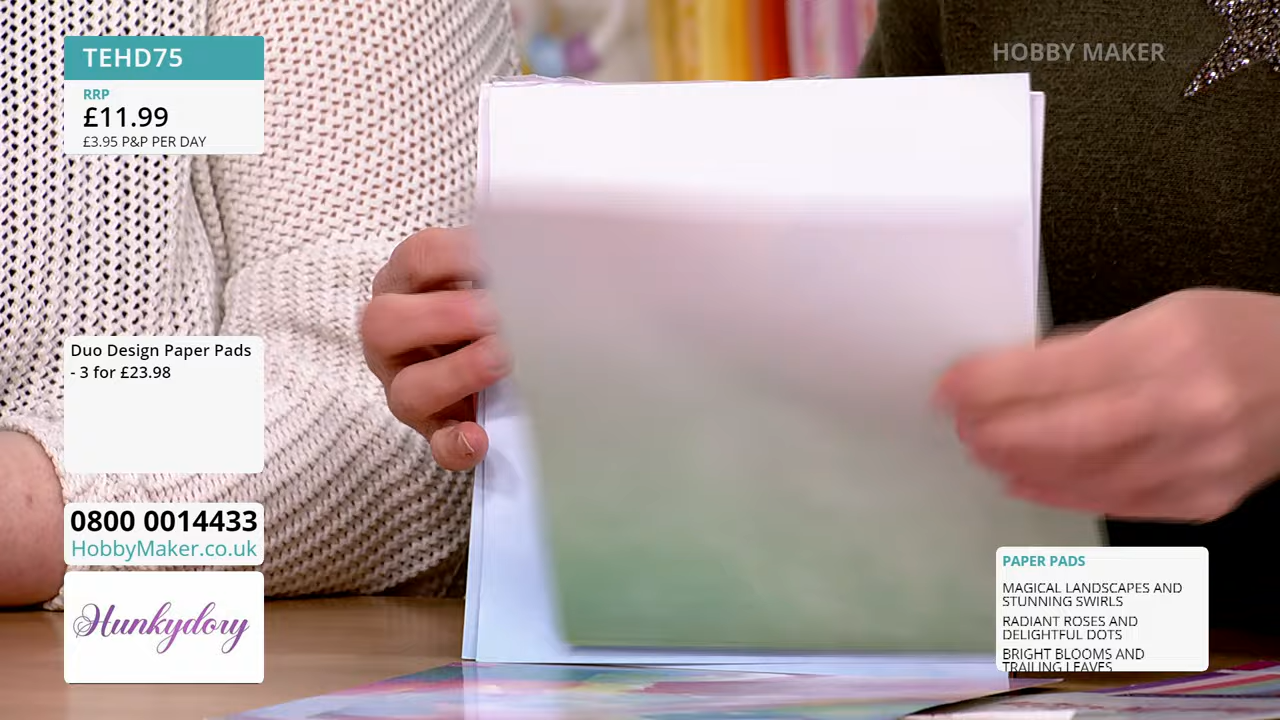 TEHD75
RRP
£11.99
£3.95 P&P PER DAY
HOBBY MAKER
Duo Design Paper Pads
- 3 for £23.98
0800 0014433
HobbyMaker.co.uk
Hunkydory
PAPER PADS
MAGICAL LANDSCAPES AND
STUNNING SWIRLS
RADIANT ROSES AND
DELIGHTFUL DOTS
BRIGHT BLOOMS AND
TRAILING LEAVES